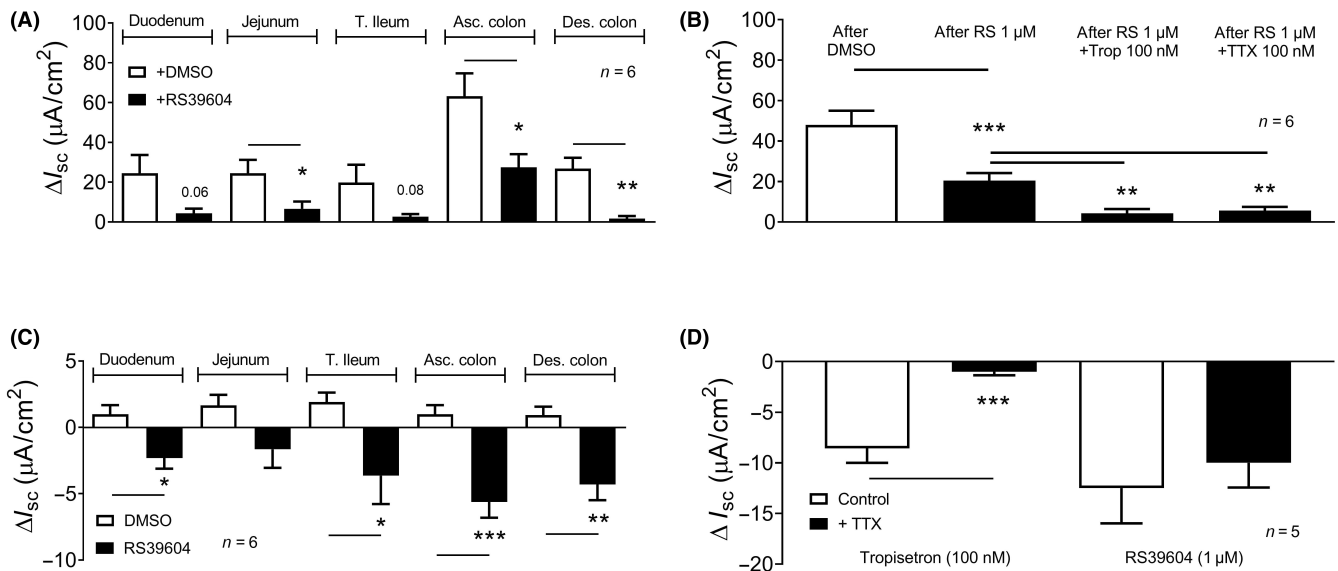 (A)
Duodenum Jejunum T. Ileum Asc. colon Des. colon
100
80
60
40
20
0
ΔIsc (μA/cm2)
+DMSO
+RS39604
n = 6
0.06
*
0.08
*
**
(B)
After
DMSO
After RS 1 μM
After RS 1 μM
+Trop 100 nM
After RS 1 μM
+TTX 100 nM
100
80
60
40
20
0
ΔIsc (μA/cm2)
n = 6
***
**
**
(C)
Duodenum Jejunum T. Ileum Asc. colon Des. colon
5
0
−5
−10
ΔIsc (μA/cm2)
*
*
***
**
DMSO
RS39604
n = 6
(D)
0
−5
−10
−15
−20
Δ Isc (μA/cm2)
***
Control
+ TTX
n = 5
Tropisetron (100 nM)
RS39604 (1 μM)